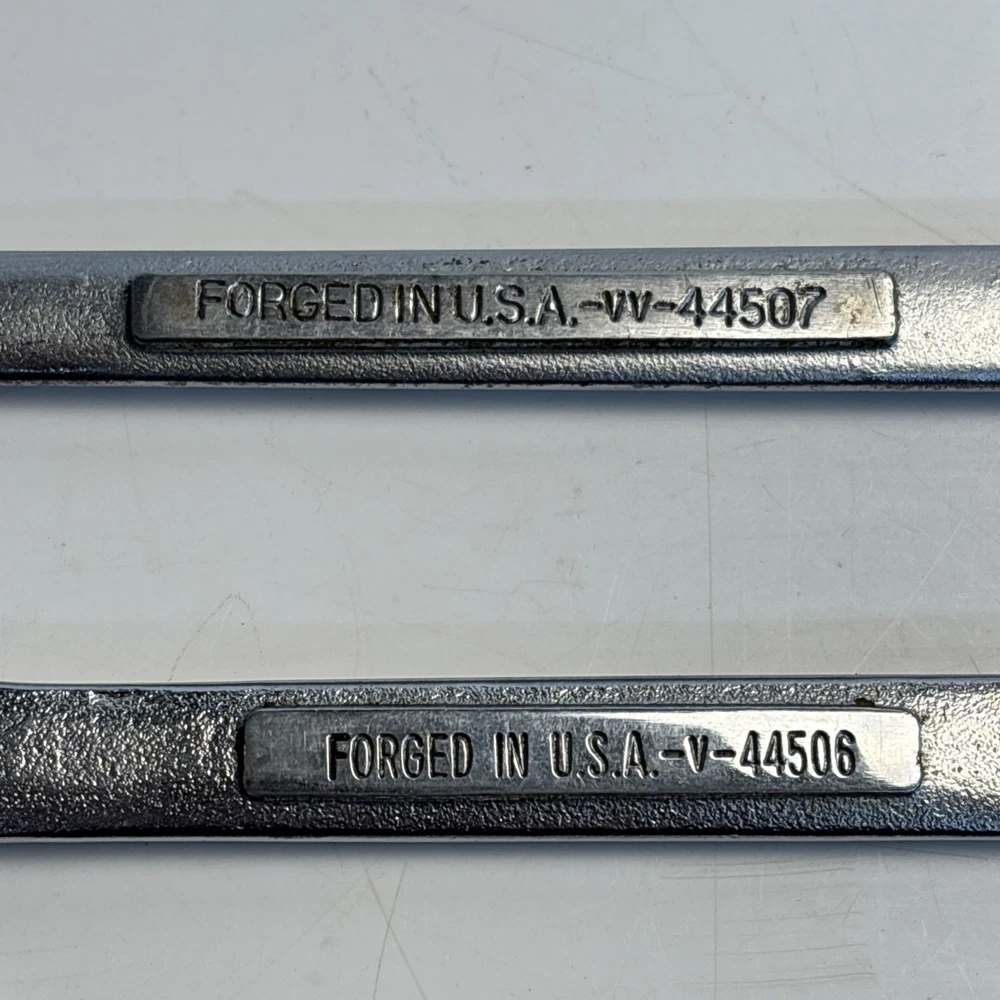 FORGED IN U.S.A.-VV-44507
FORGED IN U.S.A.-V-44506